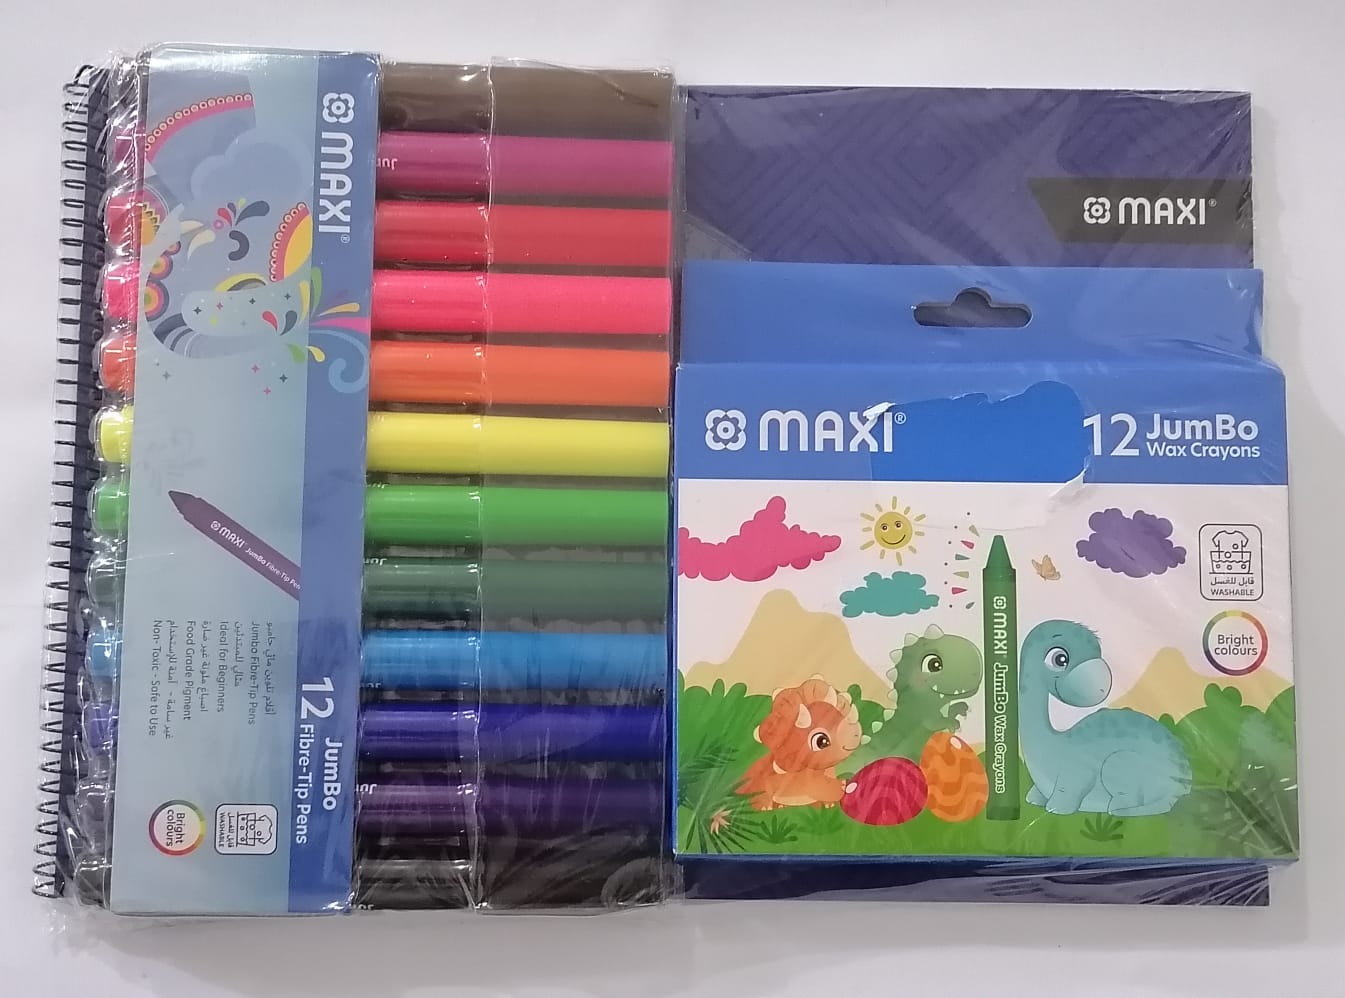 MAXI®
MAXI JumBo Fibre-Tip Pens
أقلام تلوين مائي جامبو
Jumbo Fibre-Tip Pens
مثالي للمبتدئين
Ideal for Beginners
أصباغ ملونة غير ضارة
Food Grade Pigment
غير سامة - آمنة للإستخدام
Non-Toxic - Safe to Use
12 JumBo
Fibre-Tip Pens
Bright
colours
قابل للغسل
WASHABLE
MAXI®
MAXI®
12 JumBo
Wax Crayons
MAXI JumBo Wax Crayons
قابل للغسل
WASHABLE
Bright
colours